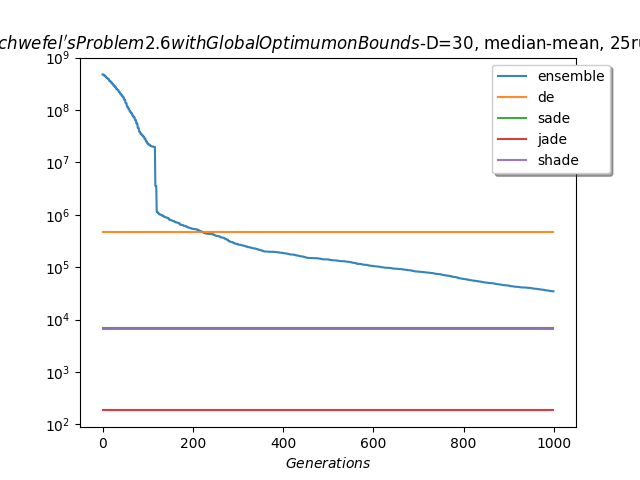 chwefel'sProblem2.6withGlobalOptimumonBounds-D=30, median-mean, 25r
10^9
10^8
10^7
10^6
10^5
10^4
10^3
10^2
ensemble
de
sade
jade
shade
0
200
400
600
800
1000
Generations